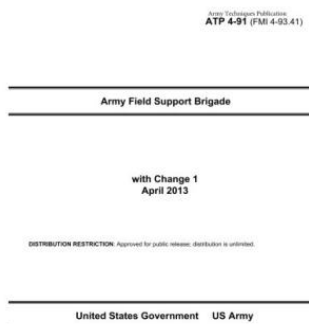 Army Techniques Publication
ATP 4-91 (FMI 4-93.41)
Army Field Support Brigade
with Change 1
April 2013
DISTRIBUTION RESTRICTION: Approved for public release; distribution is unlimited.
United States Government US Army